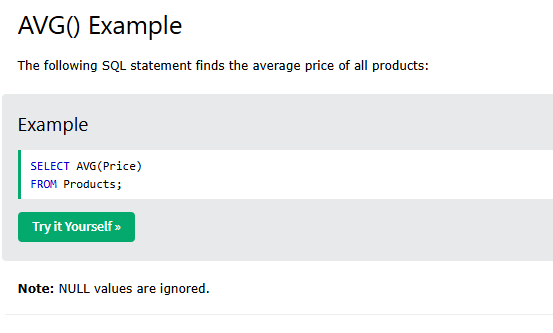 AVG() Example
The following SQL statement finds the average price of all products:
Example
SELECT AVG(Price)
FROM Products;
Try it Yourself »
Note: NULL values are ignored.